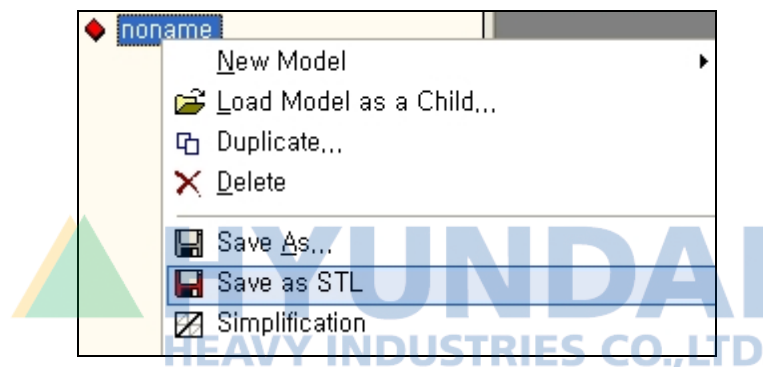 noname
New Model
Load Model as a Child...
Duplicate...
Delete
Save As...
Save as STL
Simplification
HYUNDAI
HEAVY INDUSTRIES CO.,LTD